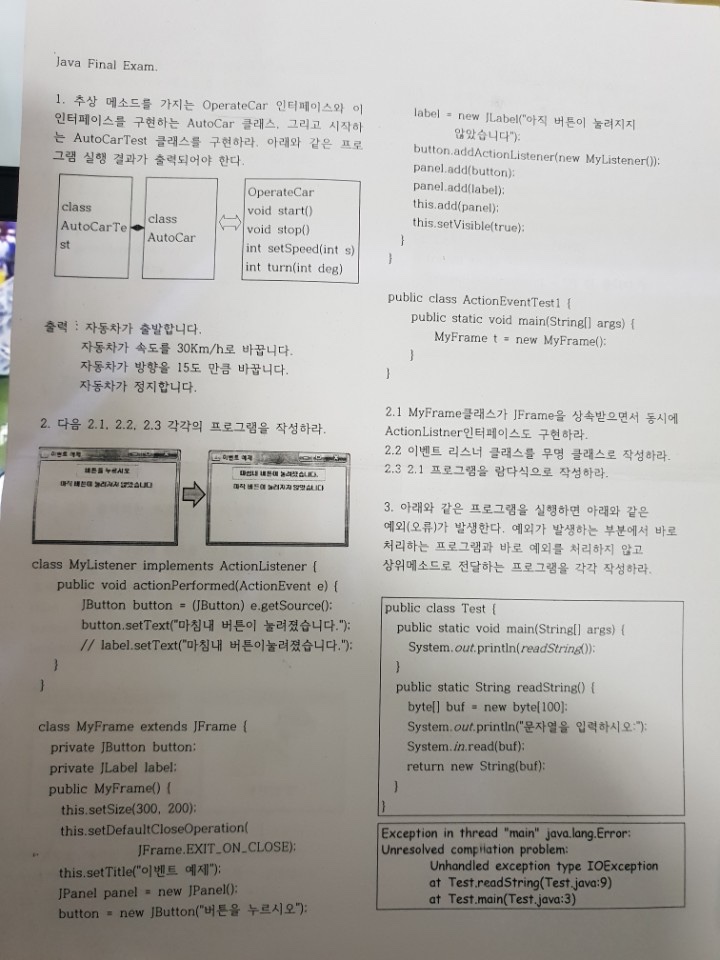 Java Final Exam.
1. 추상 메소드를 가지는 OperateCar 인터페이스와 이
인터페이스를 구현하는 AutoCar 클래스, 그리고 시작하
는 AutoCarTest 클래스를 구현하라. 아래와 같은 프로
그램 실행 결과가 출력되어야 한다.
class
AutoCarTe
st
class
AutoCar
OperateCar
void start()
void stop()
int setSpeed(int s)
int turn(int deg)
출력 : 자동차가 출발합니다.
자동차가 속도를 30Km/h로 바꿉니다.
자동차가 방향을 15도 만큼 바꿉니다.
자동차가 정지합니다.
2. 다음 2.1, 2.2, 2.3 각각의 프로그램을 작성하라.
이벤트 예제
버튼을 누르시오
아직 버튼이 눌려지지 않았습니다
이벤트 예제
마침내 버튼이 눌려졌습니다.
아직 버튼이 눌려지지 않았습니다
class MyListener implements ActionListener {
public void actionPerformed(ActionEvent e) {
JButton button = (JButton) e.getSource();
button.setText("마침내 버튼이 눌려졌습니다.");
// label.setText("마침내 버튼이눌려졌습니다.");
}
}
class MyFrame extends JFrame {
private JButton button;
private JLabel label;
public MyFrame() {
this.setSize(300, 200);
this.setDefaultCloseOperation(
JFrame.EXIT_ON_CLOSE);
this.setTitle("이벤트 예제");
JPanel panel = new JPanel();
button = new JButton("버튼을 누르시오");
label = new JLabel("아직 버튼이 눌려지지
않았습니다");
button.addActionListener(new MyListener());
panel.add(button);
panel.add(label);
this.add(panel);
this.setVisible(true);
}
}
public class ActionEventTest1 {
public static void main(String[] args) {
MyFrame t = new MyFrame();
}
}
2.1 MyFrame클래스가 JFrame을 상속받으면서 동시에
ActionListner인터페이스도 구현하라.
2.2 이벤트 리스너 클래스를 무명 클래스로 작성하라.
2.3 2.1 프로그램을 람다식으로 작성하라.
3. 아래와 같은 프로그램을 실행하면 아래와 같은
예외(오류)가 발생한다. 예외가 발생하는 부분에서 바로
처리하는 프로그램과 바로 예외를 처리하지 않고
상위메소드로 전달하는 프로그램을 각각 작성하라.
public class Test {
public static void main(String[] args) {
System.out.println(readString());
}
public static String readString() {
byte[] buf = new byte[100];
System.out.println("문자열을 입력하시오:");
System.in.read(buf);
return new String(buf);
}
}
Exception in thread "main" java.lang.Error:
Unresolved compilation problem:
Unhandled exception type IOException
at Test.readString(Test.java:9)
at Test.main(Test.java:3)